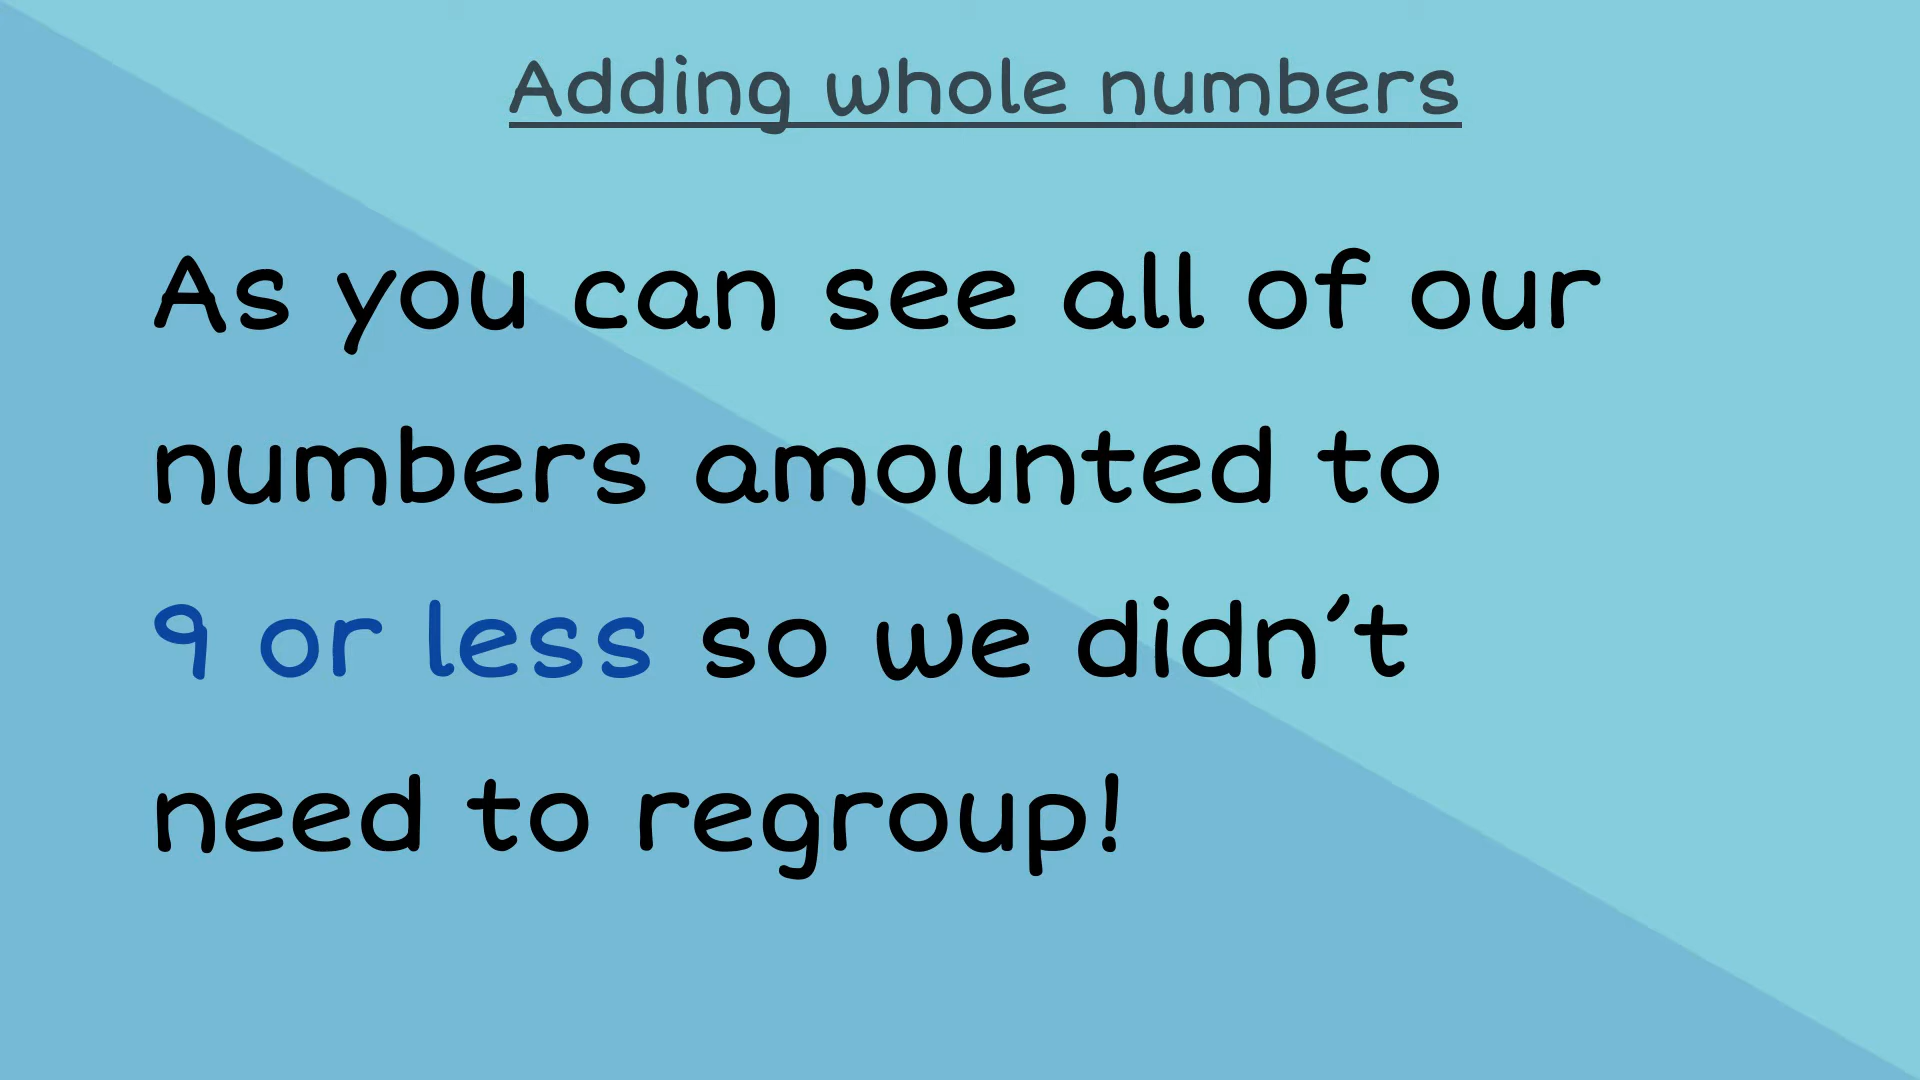 Adding whole numbers
As you can see all of our
numbers amounted to
9 or less so we didn't
need to regroup!